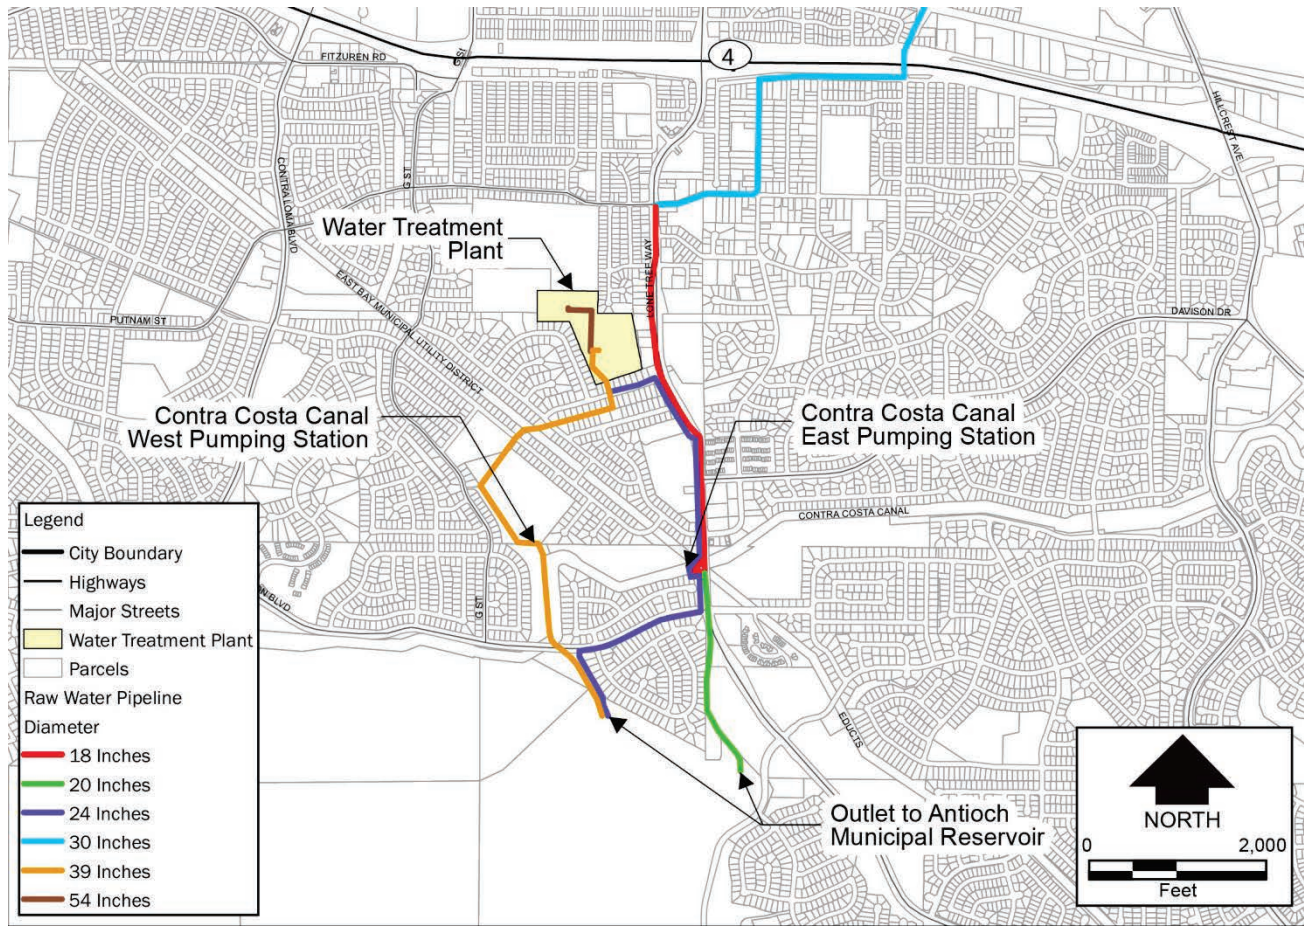 FITZUREN RD
G ST
4
HILLCREST AVE
CONTRA LOMA BLVD
G ST
Water Treatment
Plant
LONE TREE WAY
EAST BAY MUNICIPAL UTILITY DISTRICT
PUTNAM ST
DAVISON DR
Contra Costa Canal
West Pumping Station
Contra Costa Canal
East Pumping Station
CONTRA COSTA CANAL
Legend
City Boundary
Highways
Major Streets
Water Treatment Plant
Parcels
Raw Water Pipeline
Diameter
18 Inches
20 Inches
24 Inches
30 Inches
39 Inches
54 Inches
N BLVD
G ST
EDUCTS
Outlet to Antioch
Municipal Reservoir
NORTH
0 2,000
Feet